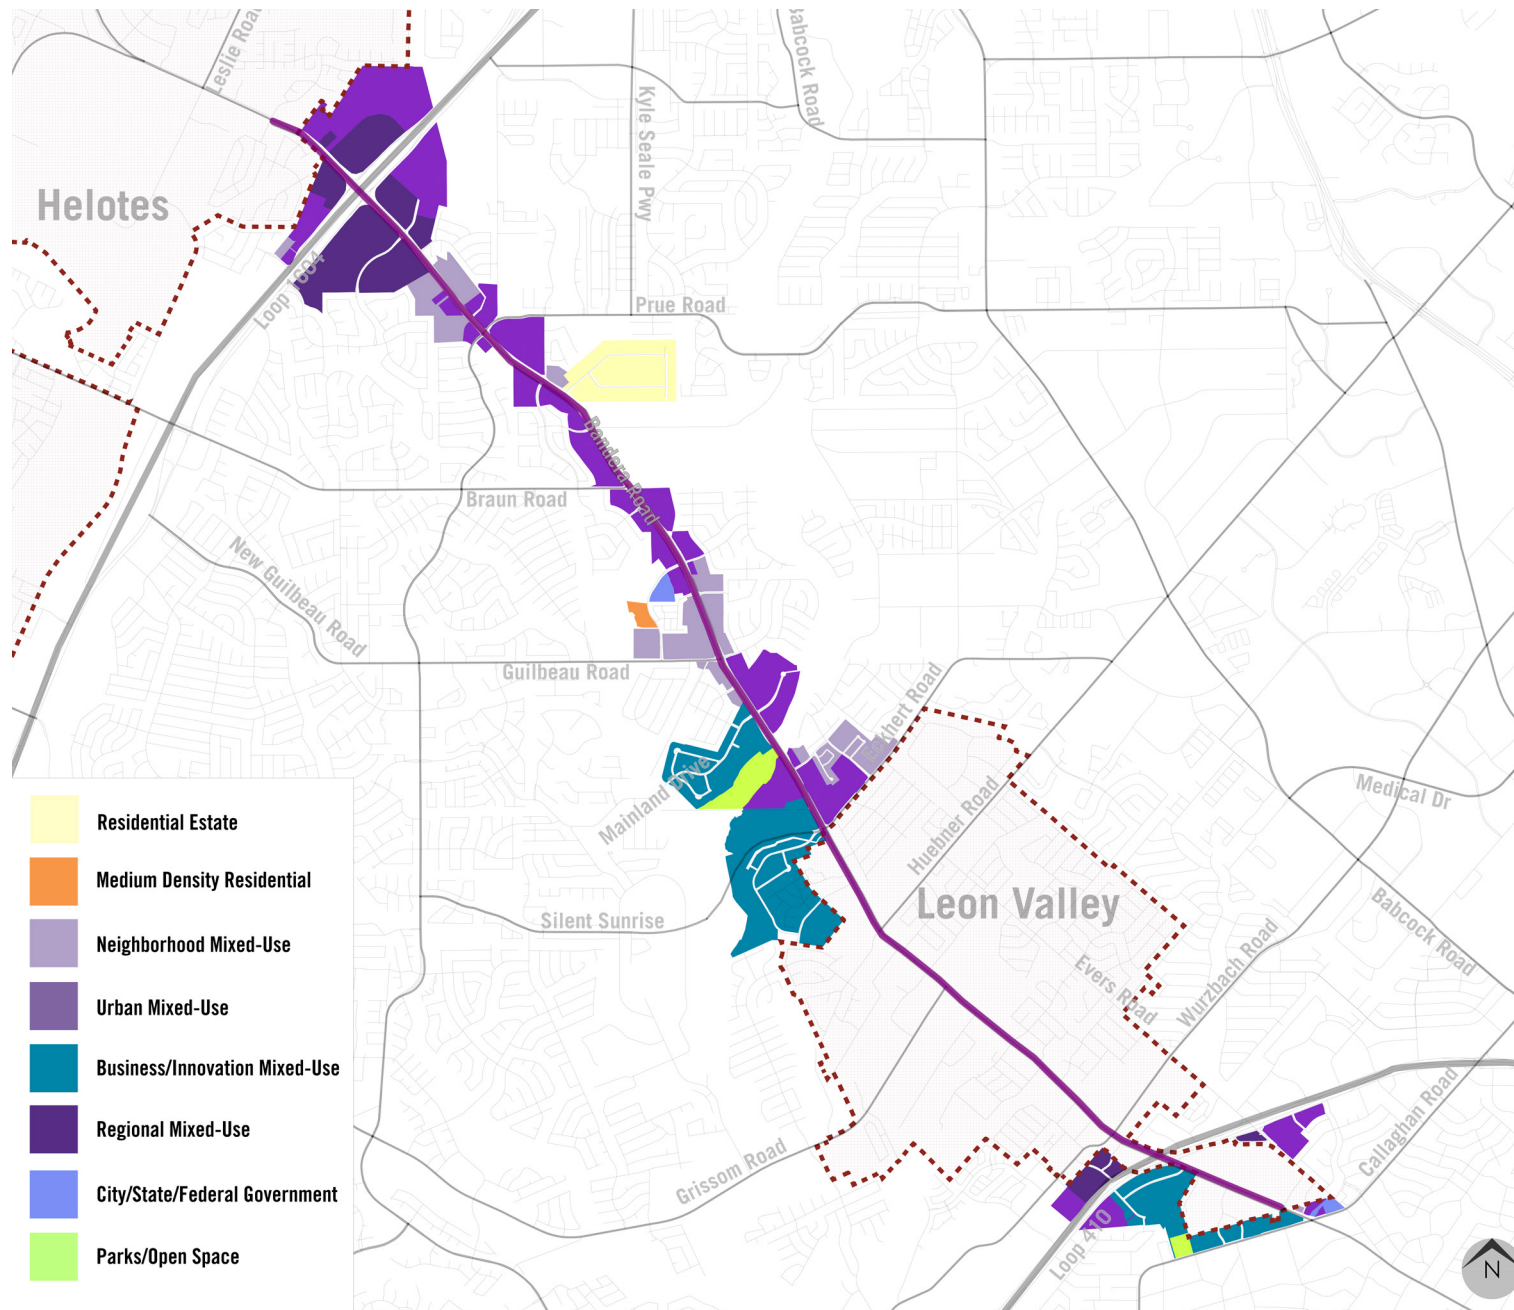 Leslie Road
Babcock Road
Kyle Seale Pwy
Helotes
Loop 1604
Prue Road
Bandera Road
Braun Road
New Guilbeau Road
Guilbeau Road
Eckhert Road
Mainland Drive
Huebner Road
Medical Dr
Leon Valley
Silent Sunrise
Babcock Road
Evers Road
Wurzbach Road
Grissom Road
Callaghan Road
Loop 410
N
Residential Estate
Medium Density Residential
Neighborhood Mixed-Use
Urban Mixed-Use
Business/Innovation Mixed-Use
Regional Mixed-Use
City/State/Federal Government
Parks/Open Space